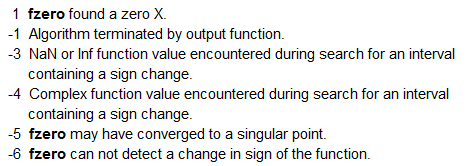 1 fzero found a zero X.
-1 Algorithm terminated by output function.
-3 NaN or Inf function value encountered during search for an interval
containing a sign change.
-4 Complex function value encountered during search for an interval
containing a sign change.
-5 fzero may have converged to a singular point.
-6 fzero can not detect a change in sign of the function.